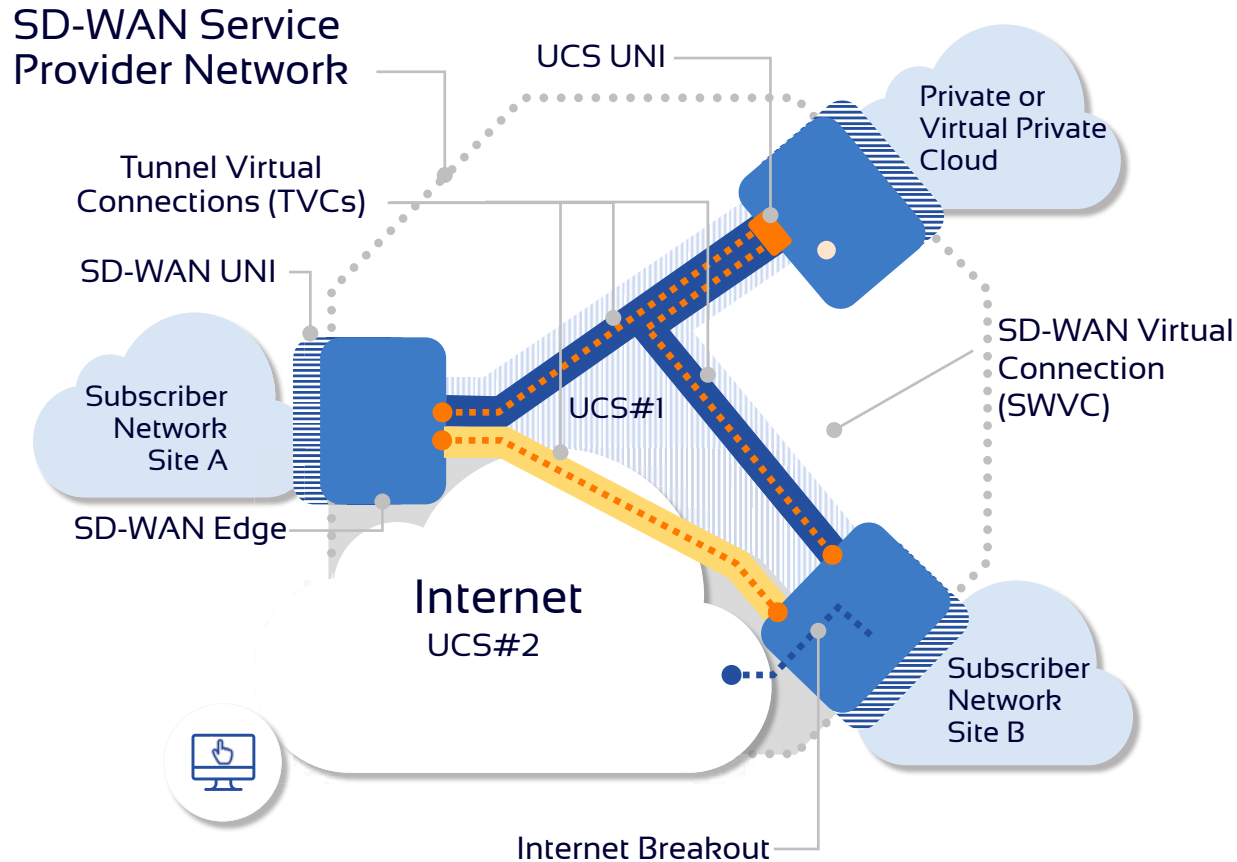 SD-WAN Service
Provider Network
UCS UNI
Private or
Virtual Private
Cloud
Tunnel Virtual
Connections (TVCs)
SD-WAN UNI
SD-WAN Virtual
Connection
(SWVC)
Subscriber
Network
Site A
UCS#1
SD-WAN Edge
Internet
UCS#2
Subscriber
Network
Site B
Internet Breakout